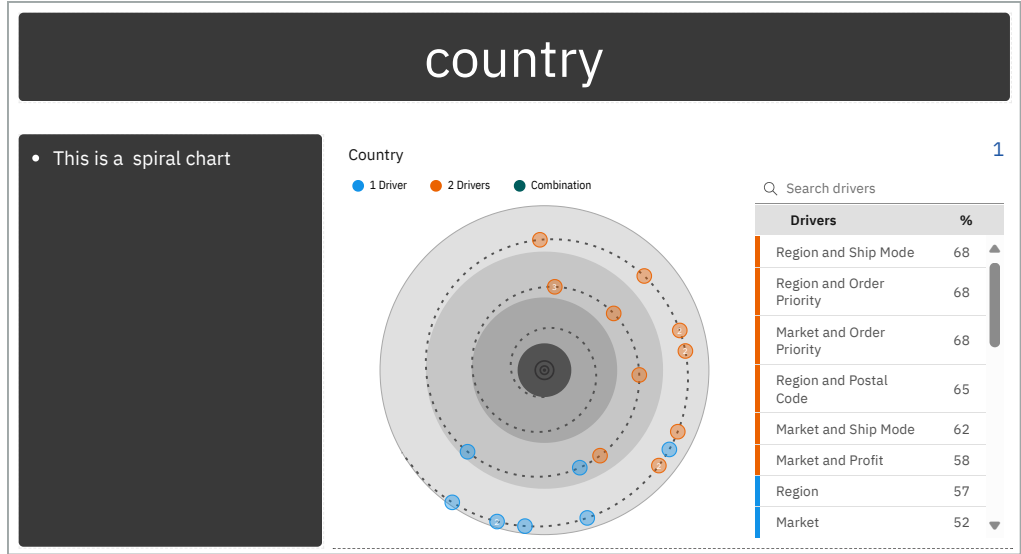 country
• This is a spiral chart
Country
1
1 Driver
2 Drivers
Combination
Search drivers
Drivers %
Region and Ship Mode 68
Region and Order
Priority 68
Market and Order
Priority 68
Region and Postal
Code 65
Market and Ship Mode 62
Market and Profit 58
Region 57
Market 52